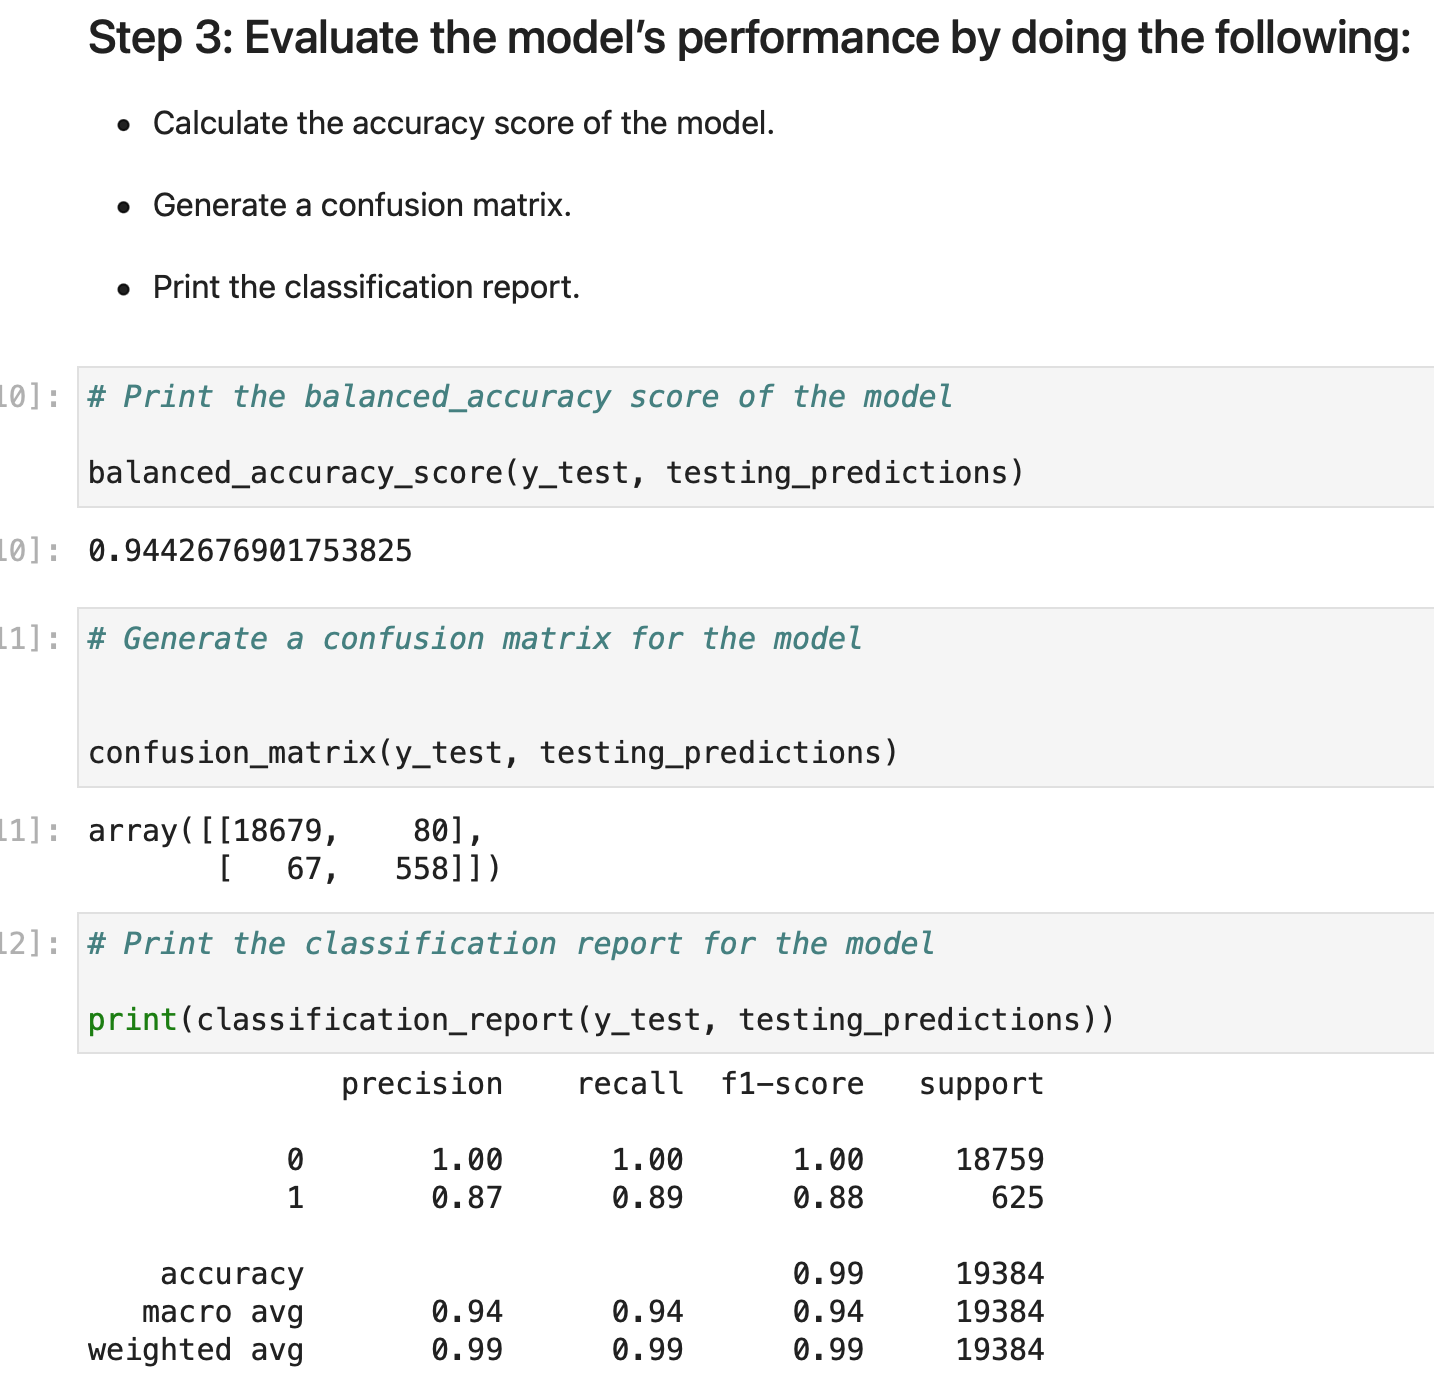 Step 3: Evaluate the model’s performance by doing the following:
• Calculate the accuracy score of the model.
• Generate a confusion matrix.
• Print the classification report.
10]: # Print the balanced_accuracy score of the model
balanced_accuracy_score(y_test, testing_predictions)
10]: 0.9442676901753825
11]: # Generate a confusion matrix for the model
confusion_matrix(y_test, testing_predictions)
11]: array([[18679,    80],
       [   67,   558]])
12]: # Print the classification report for the model
print(classification_report(y_test, testing_predictions))
              precision    recall  f1-score   support
           0       1.00      1.00      1.00     18759
           1       0.87      0.89      0.88       625
    accuracy                           0.99     19384
   macro avg       0.94      0.94      0.94     19384
weighted avg       0.99      0.99      0.99     19384